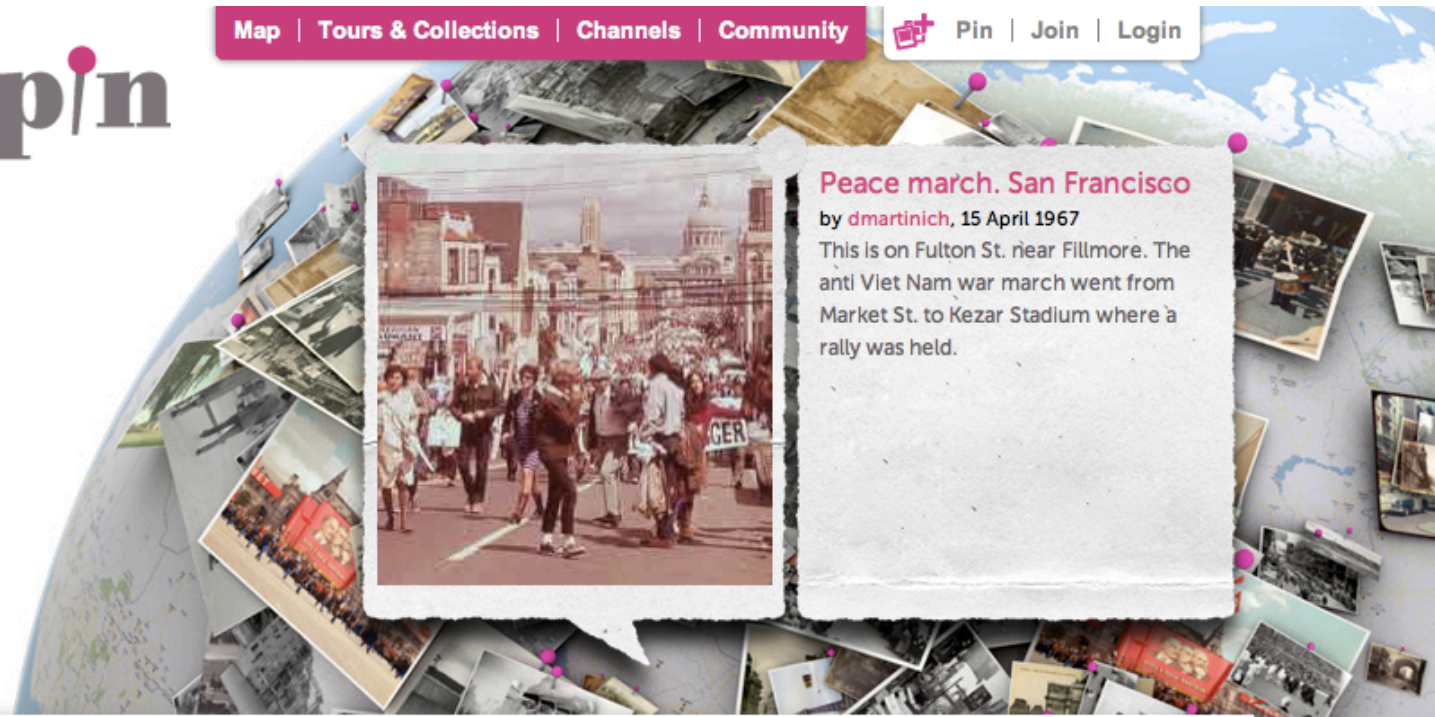 Map | Tours & Collections | Channels | Community
Pin | Join | Login
pin
Peace march. San Francisco
by dmartinich, 15 April 1967
This is on Fulton St. near Fillmore. The
anti Viet Nam war march went from
Market St. to Kezar Stadium where a
rally was held.
GER